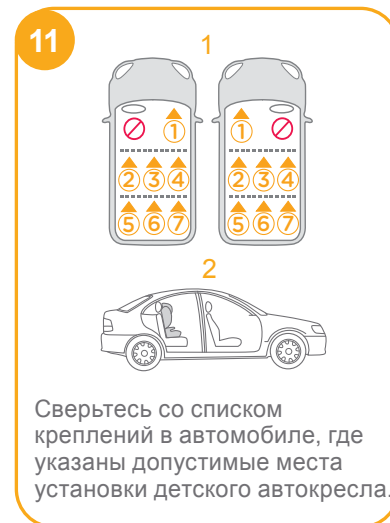 11
1
1 1
2 3 4 2 3 4
5 6 7 5 6 7
2
Сверьтесь со списком
креплений в автомобиле, где
указаны допустимые места
установки детского автокресла.